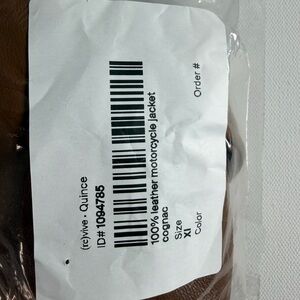 (re)vive · Quince
ID# 1094785
100% leather motorcycle jacket
cognac
Size
Xl
Color
Order #